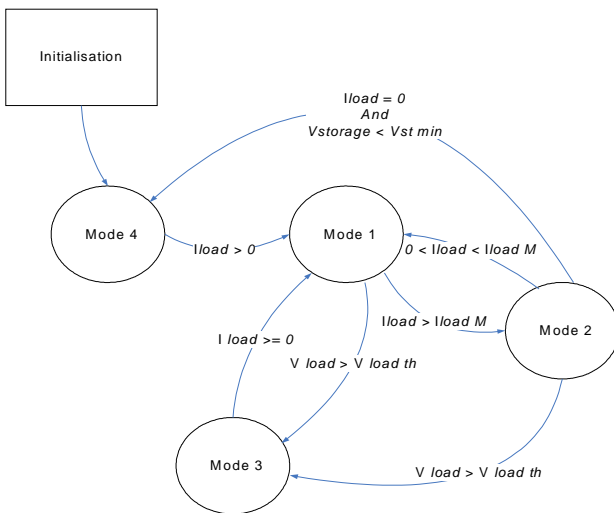 Initialisation
Iload = 0
And
Vstorage < Vst min
Mode 4
Mode 1
Iload > 0
0 < Iload < Iload M
Iload > Iload M
Mode 2
I load >= 0
V load > V load th
Mode 3
V load > V load th